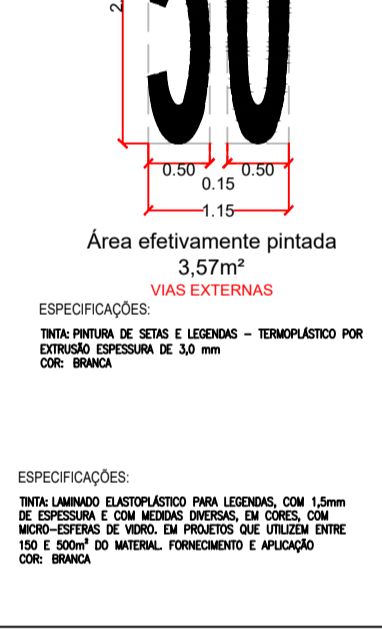 2
50
0.50 0.50
0.15
1.15
Área efetivamente pintada
3,57m²
VIAS EXTERNAS
ESPECIFICAÇÕES:
TINTA: PINTURA DE SETAS E LEGENDAS – TERMOPLÁSTICO POR
EXTRUSÃO ESPESSURA DE 3,0 mm
COR: BRANCA
ESPECIFICAÇÕES:
TINTA: LAMINADO ELASTOPLÁSTICO PARA LEGENDAS, COM 1,5mm
DE ESPESSURA E COM MEDIDAS DIVERSAS, EM CORES, COM
MICRO–ESFERAS DE VIDRO. EM PROJETOS QUE UTILIZEM ENTRE
150 E 500m² DO MATERIAL. FORNECIMENTO E APLICAÇÃO
COR: BRANCA